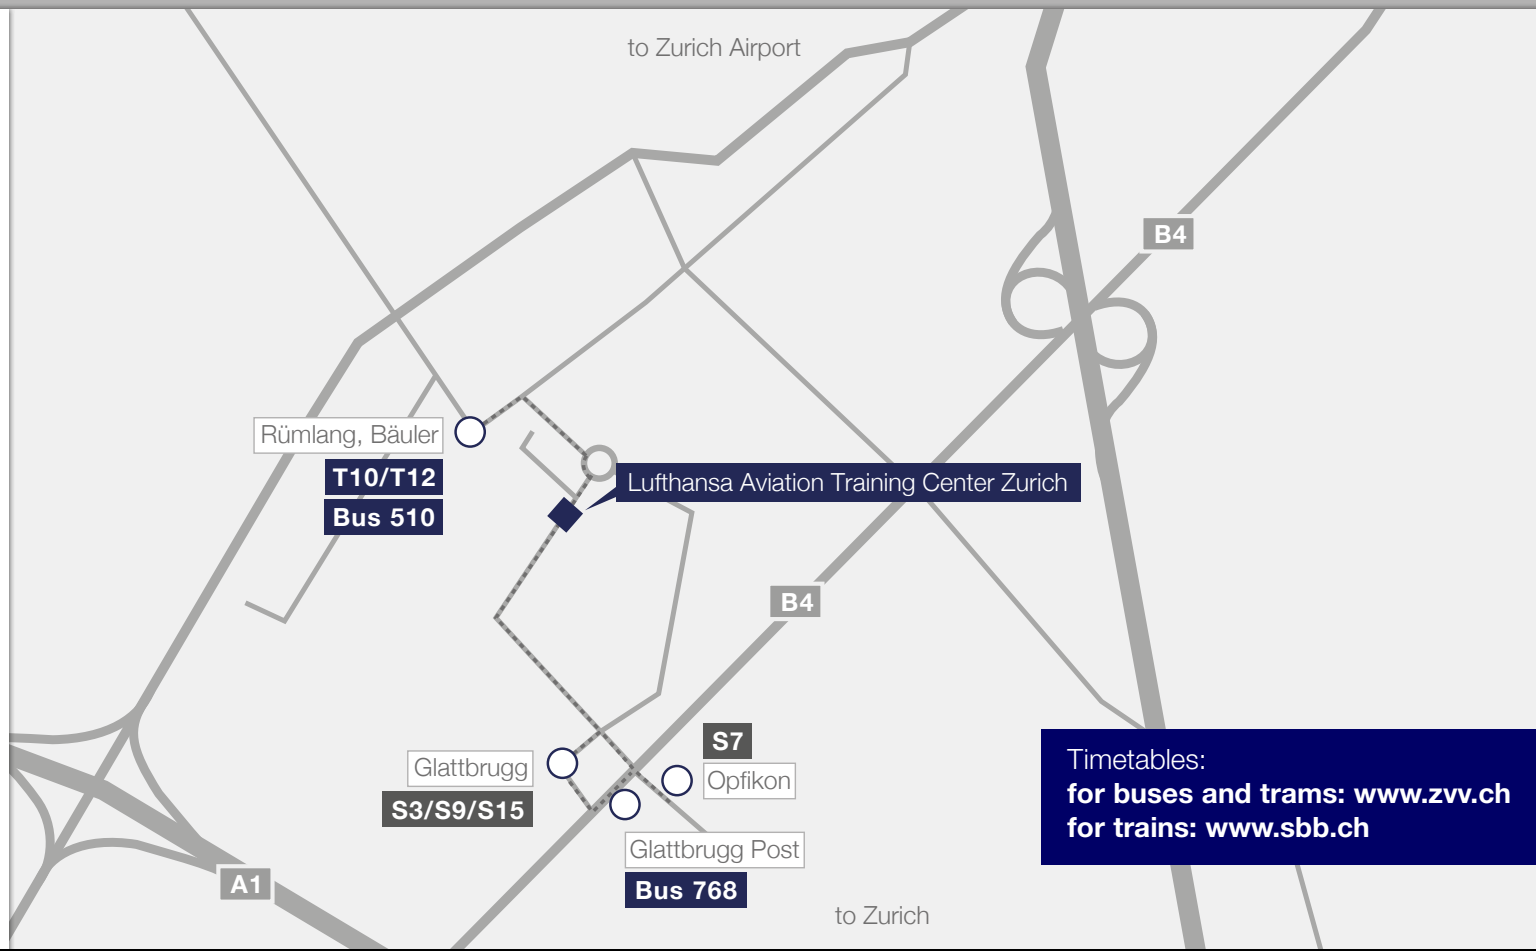 to Zurich Airport
B4
Rümlang, Bäuler
T10/T12
Bus 510
Lufthansa Aviation Training Center Zurich
B4
S7
Opfikon
Glattbrugg
S3/S9/S15
Glattbrugg Post
Bus 768
A1
to Zurich
Timetables:
for buses and trams: www.zvv.ch
for trains: www.sbb.ch